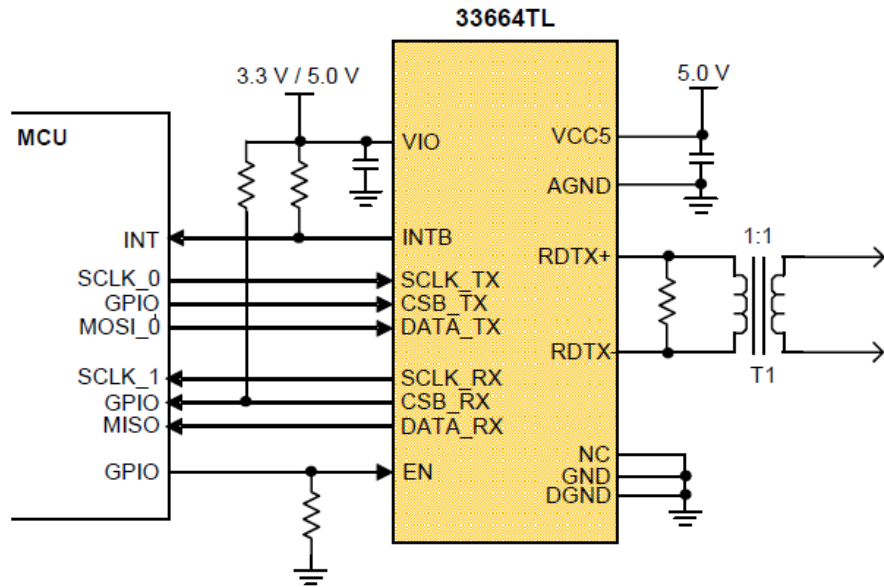 33664TL
3.3 V / 5.0 V
5.0 V
MCU
VIO
VCC5
AGND
INT
INTB
1:1
RDTX+
SCLK_0
SCLK_TX
GPIO
CSB_TX
MOSI_0
DATA_TX
RDTX-
T1
SCLK_1
SCLK_RX
GPIO
CSB_RX
MISO
DATA_RX
NC
GPIO
EN
GND
DGND